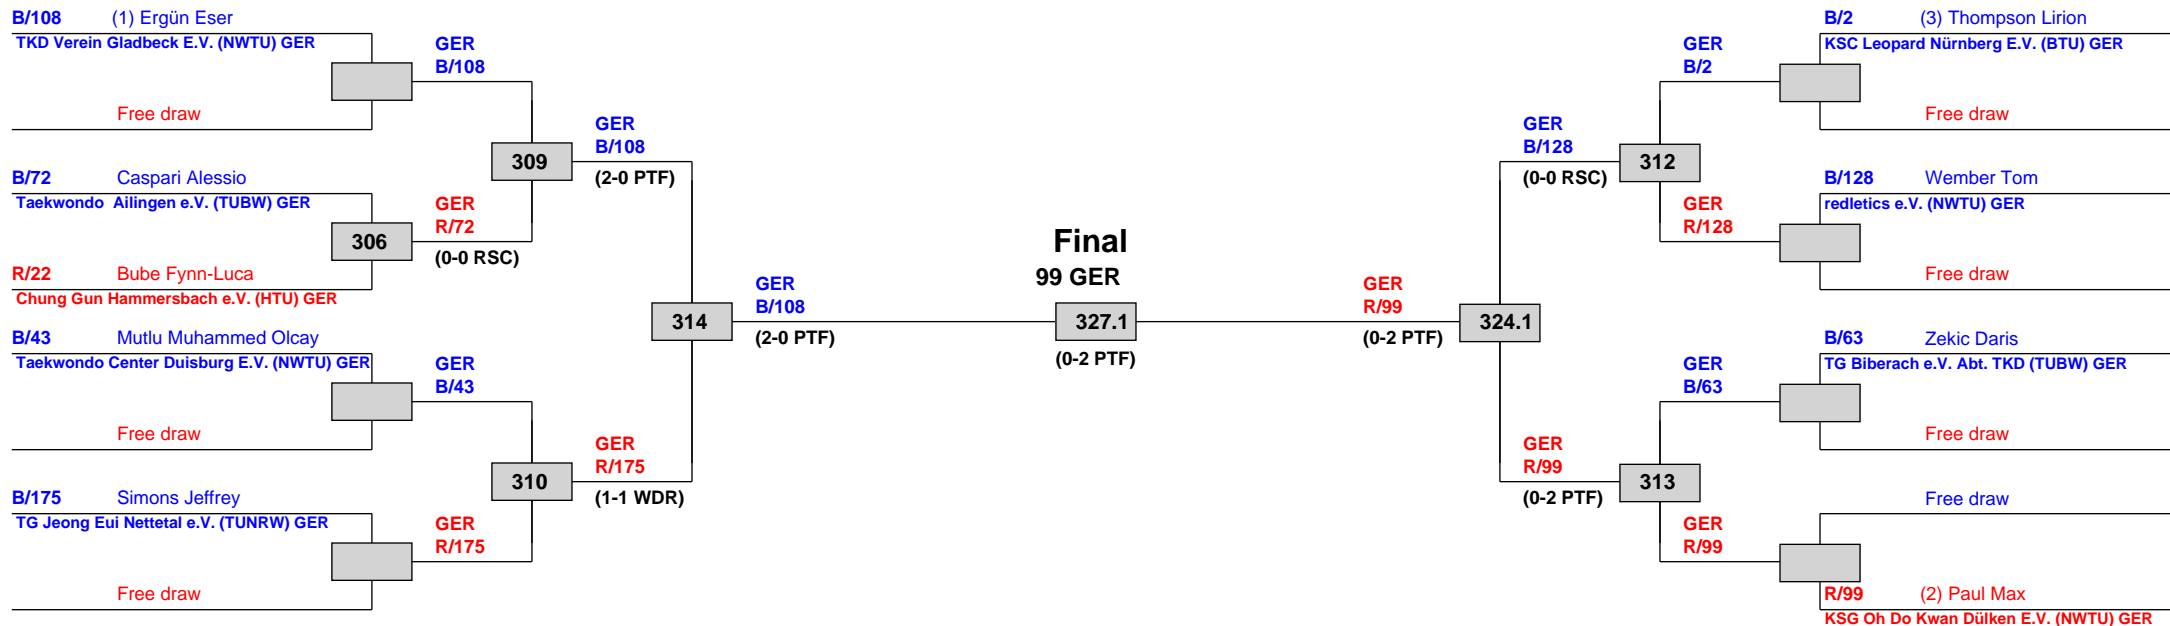 B/108 (1) Ergün Eser
TKD Verein Gladbeck E.V. (NWTU) GER
Free draw
B/72 Caspari Alessio
Taekwondo Ailingen e.V. (TUBW) GER
306
R/22 Bube Fynn-Luca
Chung Gun Hammersbach e.V. (HTU) GER
B/43 Mutlu Muhammed Olcay
Taekwondo Center Duisburg E.V. (NWTU) GER
Free draw
B/175 Simons Jeffrey
TG Jeong Eui Nettetal e.V. (TUNRW) GER
Free draw
GER
B/108
309
GER
R/72
(0-0 RSC)
GER
B/43
310
GER
R/175
GER
B/108
(2-0 PTF)
314
GER
R/175
(1-1 WDR)
GER
B/108
(2-0 PTF)
Final
99 GER
327.1
(0-2 PTF)
GER
R/99
(0-2 PTF)
324.1
GER
B/128
(0-0 RSC)
312
GER
R/99
(0-2 PTF)
313
GER
B/2
GER
R/128
GER
B/63
GER
R/99
B/2 (3) Thompson Lirion
KSC Leopard Nürnberg E.V. (BTU) GER
Free draw
B/128 Wember Tom
redletics e.V. (NWTU) GER
Free draw
B/63 Zekic Daris
TG Biberach e.V. Abt. TKD (TUBW) GER
Free draw
Free draw
R/99 (2) Paul Max
KSG Oh Do Kwan Dülken E.V. (NWTU) GER